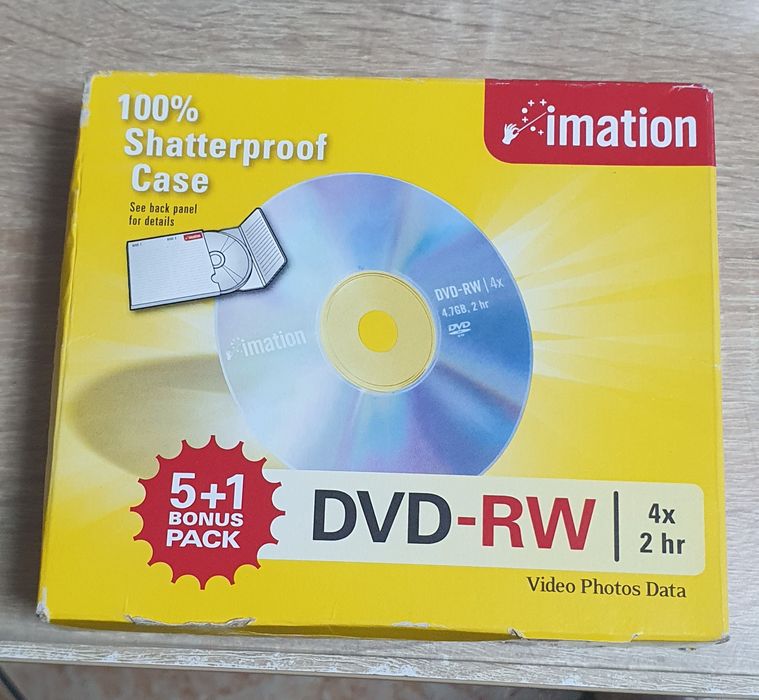 100%
Shatterproof
Case
See back panel
for details
imation
imation
DVD-RW | 4x
4.7GB, 2 hr
DVD
imation
5+1
BONUS
PACK
DVD-RW | 4x
2 hr
Video Photos Data